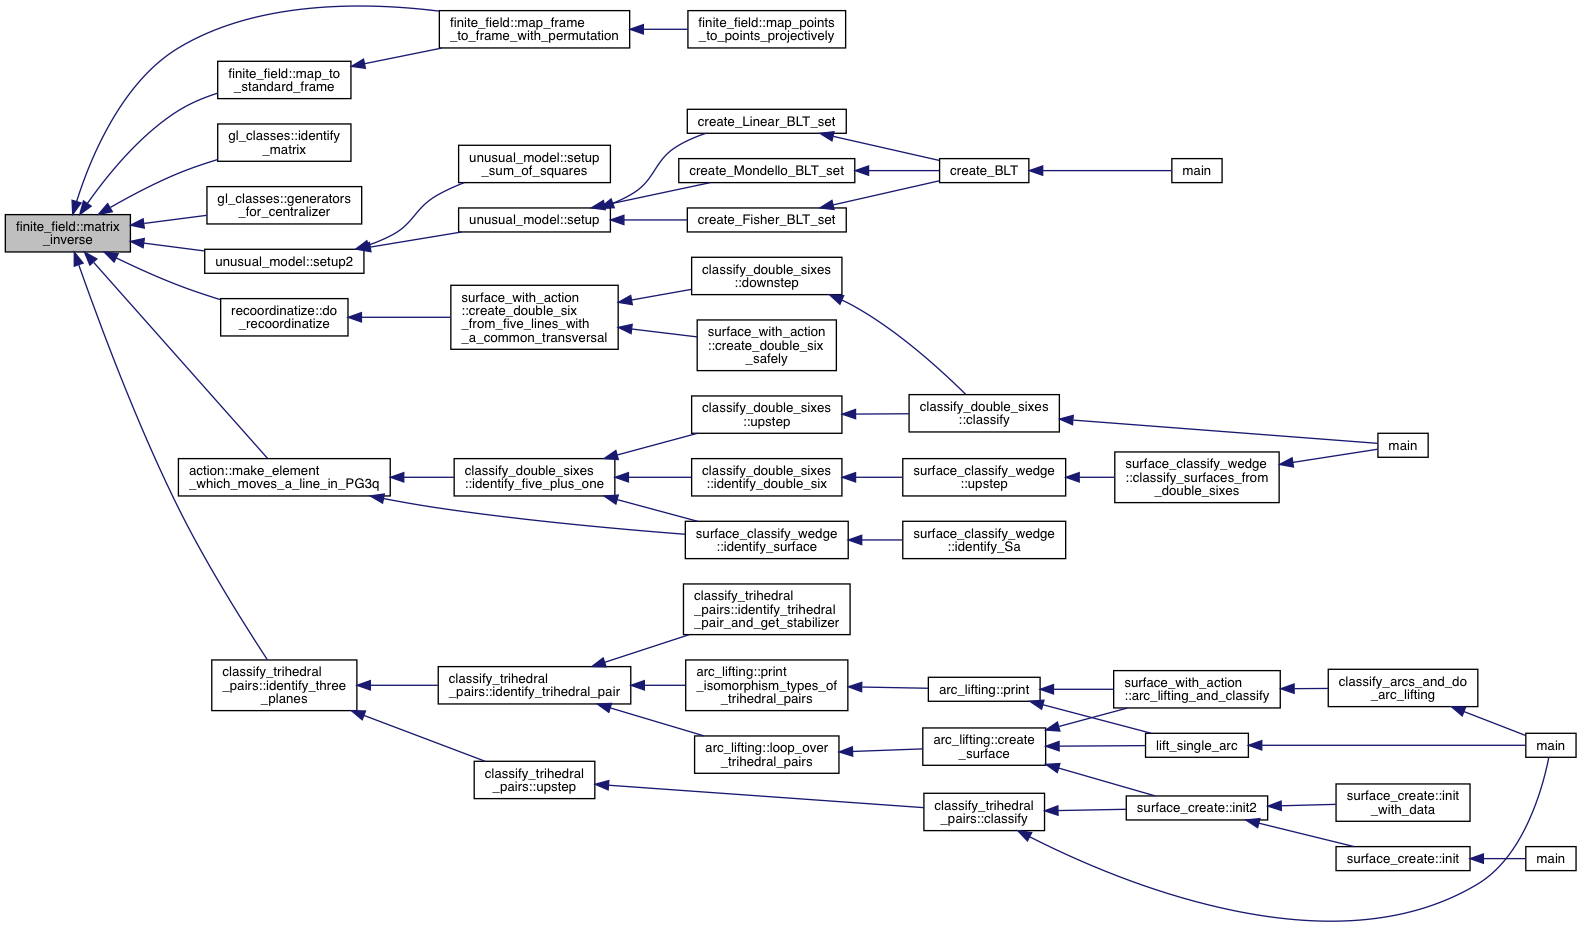 finite_field::matrix
_inverse
finite_field::map_frame
_to_frame_with_permutation
finite_field::map_points
_to_points_projectively
finite_field::map_to
_standard_frame
gl_classes::identify
_matrix
gl_classes::generators
_for_centralizer
unusual_model::setup2
unusual_model::setup
_sum_of_squares
unusual_model::setup
create_Linear_BLT_set
create_Mondello_BLT_set
create_Fisher_BLT_set
create_BLT
main
recoordinatize::do
_recoordinatize
surface_with_action
::create_double_six
_from_five_lines_with
_a_common_transversal
classify_double_sixes
::downstep
surface_with_action
::create_double_six
_safely
classify_double_sixes
::upstep
classify_double_sixes
::classify
main
action::make_element
_which_moves_a_line_in_PG3q
classify_double_sixes
::identify_five_plus_one
classify_double_sixes
::identify_double_six
surface_classify_wedge
::upstep
surface_classify_wedge
::classify_surfaces_from
_double_sixes
surface_classify_wedge
::identify_surface
surface_classify_wedge
::identify_Sa
classify_trihedral
_pairs::identify_three
_planes
classify_trihedral
_pairs::identify_trihedral_pair
classify_trihedral
_pairs::identify_trihedral
_pair_and_get_stabilizer
arc_lifting::print
_isomorphism_types_of
_trihedral_pairs
arc_lifting::print
surface_with_action
::arc_lifting_and_classify
classify_arcs_and_do
_arc_lifting
arc_lifting::loop_over
_trihedral_pairs
arc_lifting::create
_surface
lift_single_arc
main
classify_trihedral
_pairs::upstep
classify_trihedral
_pairs::classify
surface_create::init2
surface_create::init
_with_data
surface_create::init
main